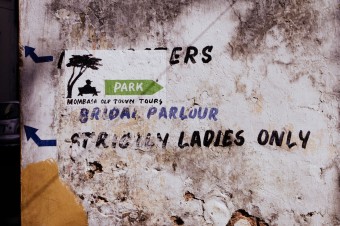 PARK
MOMBASA OLD TOWN TOURS
BRIDAL PARLOUR
STRICTLY LADIES ONLY